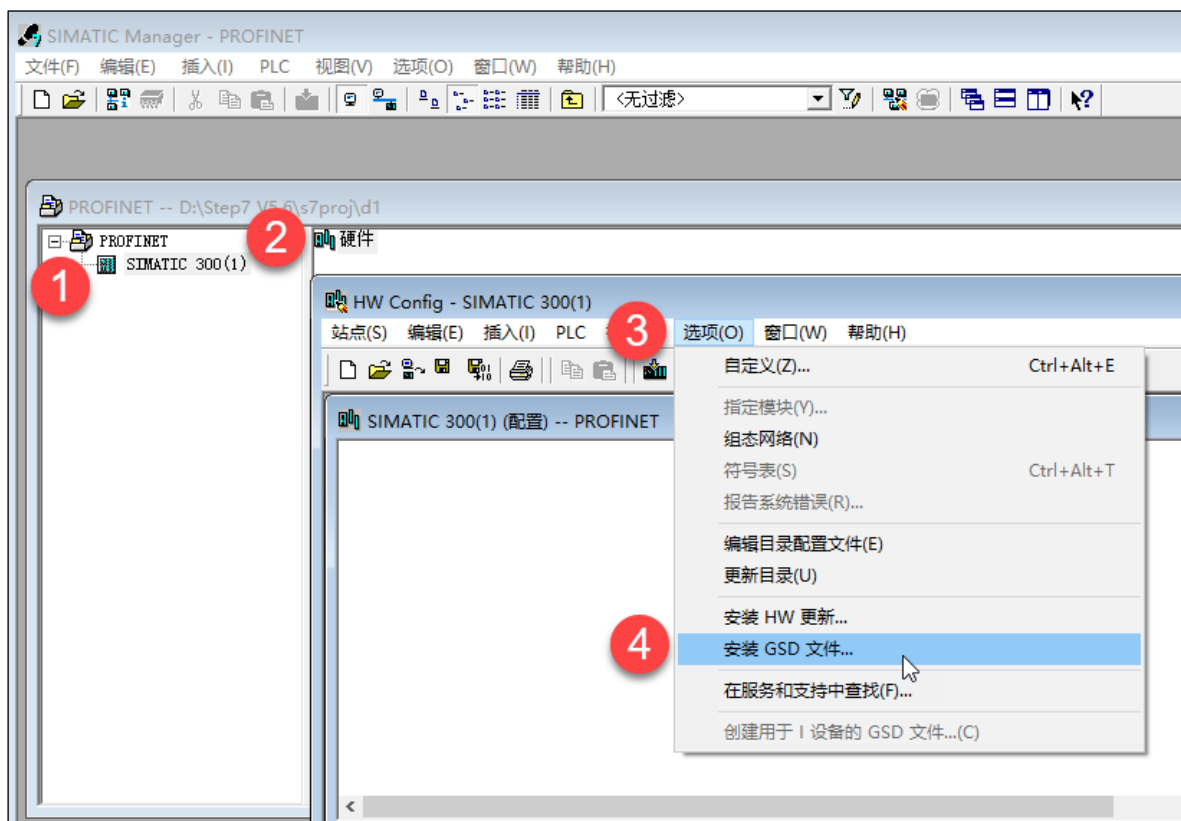 SIMATIC Manager - PROFINET
文件(F) 编辑(E) 插入(I) PLC 视图(V) 选项(O) 窗口(W) 帮助(H)
<无过滤>
PROFINET -- D:\Step7 V5.6\s7proj\d1
PROFINET 2 硬件
SIMATIC 300(1)
1
HW Config - SIMATIC 300(1)
站点(S) 编辑(E) 插入(I) PLC 3 选项(O) 窗口(W) 帮助(H)
自定义(Z)... Ctrl+Alt+E
指定模块(Y)...
SIMATIC 300(1) (配置) -- PROFINET
组态网络(N)
符号表(S) Ctrl+Alt+T
报告系统错误(R)...
编辑目录配置文件(E)
更新目录(U)
安装 HW 更新...
4 安装 GSD 文件...
在服务和支持中查找(F)...
创建用于 I 设备的 GSD 文件...(C)